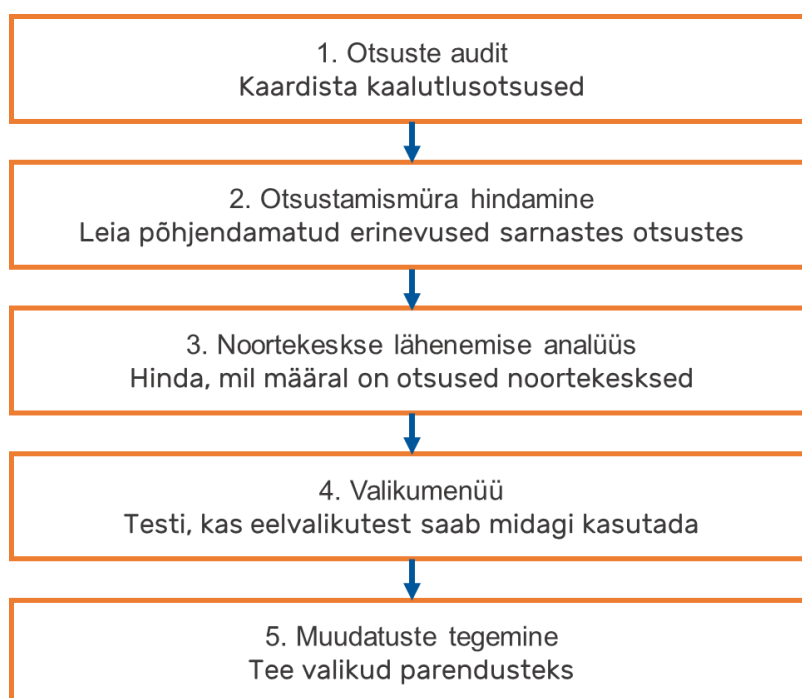 1. Otsuste audit
Kaardista kaalutlusotsused
2. Otsustamismüra hindamine
Leia põhjendamatud erinevused sarnastes otsustes
3. Noortekeskse lähenemise analüüs
Hinda, mil määral on otsused noortekesksed
4. Valikumenüü
Testi, kas eelvalikutest saab midagi kasutada
5. Muudatuste tegemine
Tee valikud parendusteks